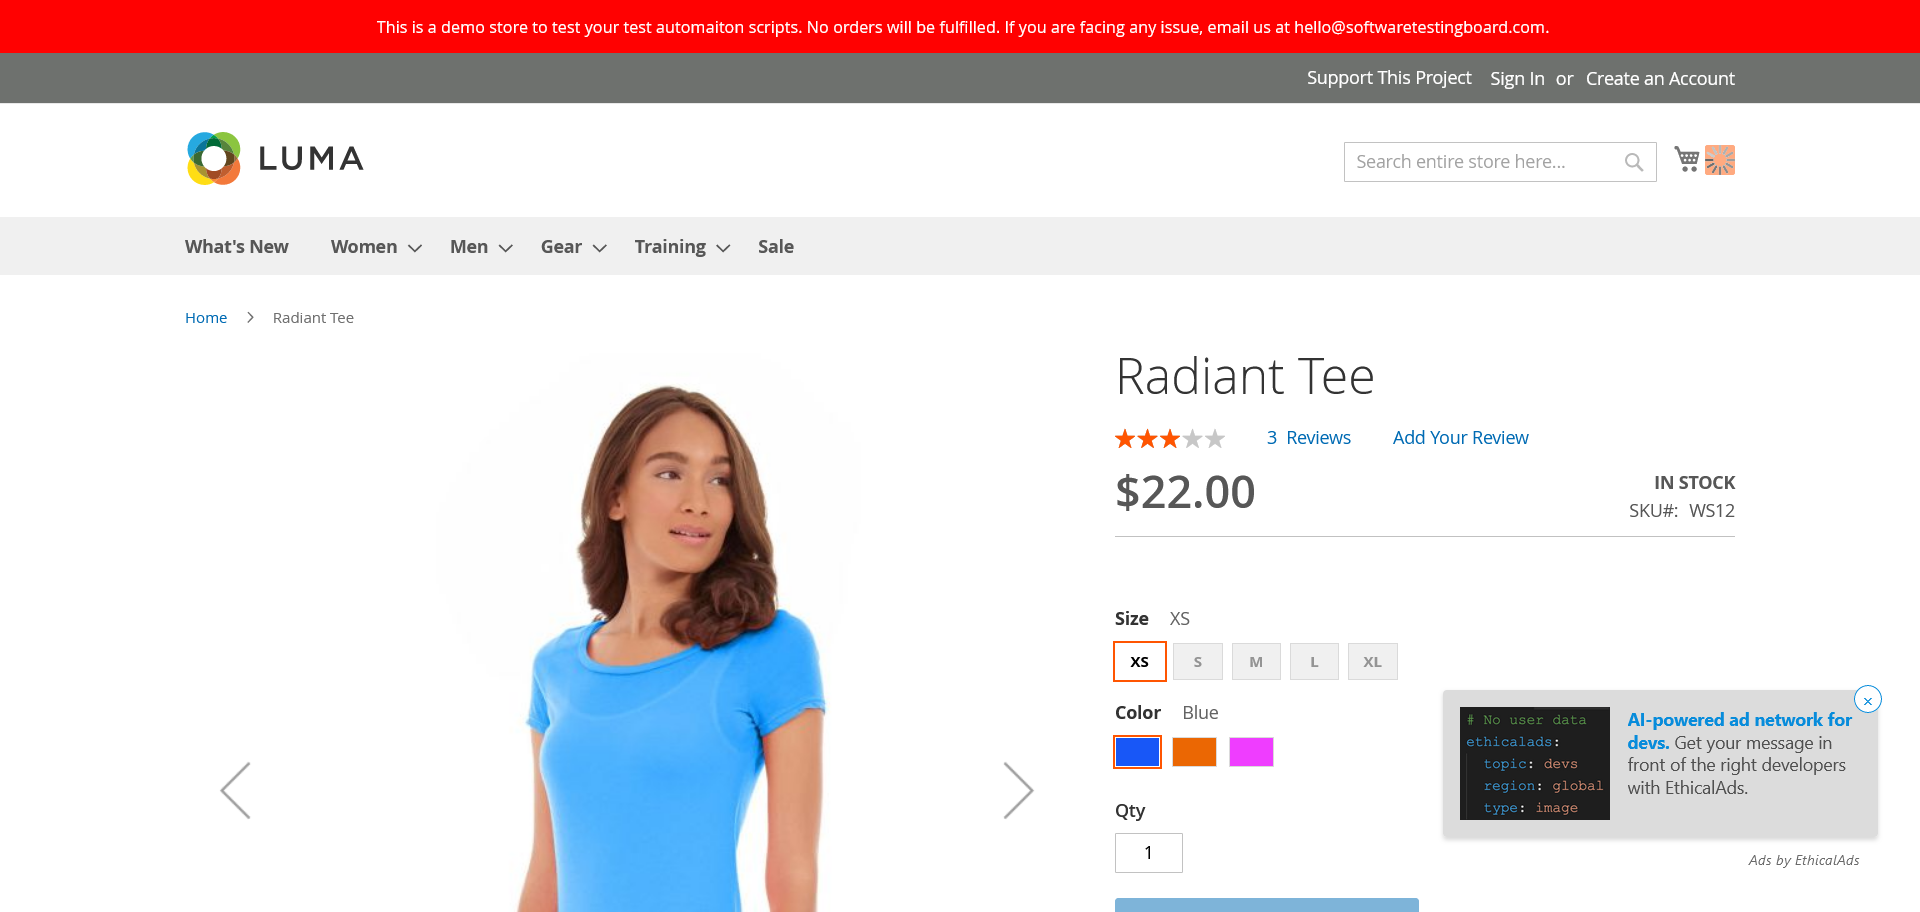 This is a demo store to test your test automaiton scripts. No orders will be fulfilled. If you are facing any issue, email us at hello@softwaretestingboard.com.
Support This Project Sign In or Create an Account
LUMA
Search entire store here...
What's New Women Men Gear Training Sale
Home Radiant Tee
Radiant Tee
3 Reviews Add Your Review
$22.00
IN STOCK
SKU#: WS12
Size XS
XS S M L XL
Color Blue
Qty
1
# No user data
ethicalads:
topic: devs
region: global
type: image
AI-powered ad network for
devs. Get your message in
front of the right developers
with EthicalAds.
×
Ads by EthicalAds